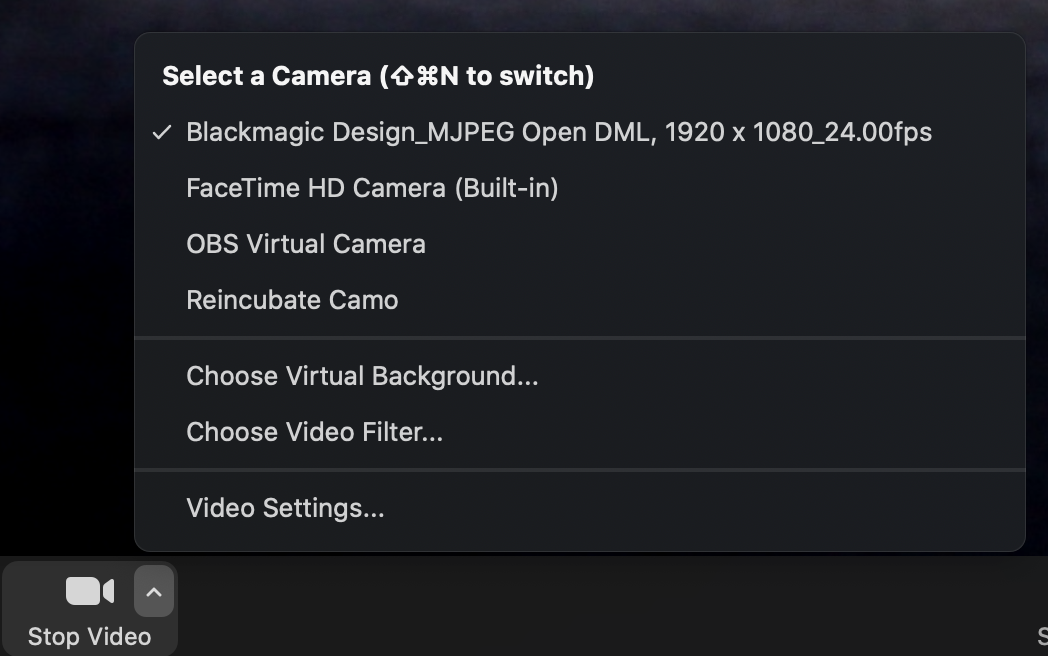 Select a Camera (⇧⌘N to switch)
✓ Blackmagic Design_MJPEG Open DML, 1920 x 1080_24.00fps
FaceTime HD Camera (Built-in)
OBS Virtual Camera
Reincubate Camo
Choose Virtual Background...
Choose Video Filter...
Video Settings...
Stop Video